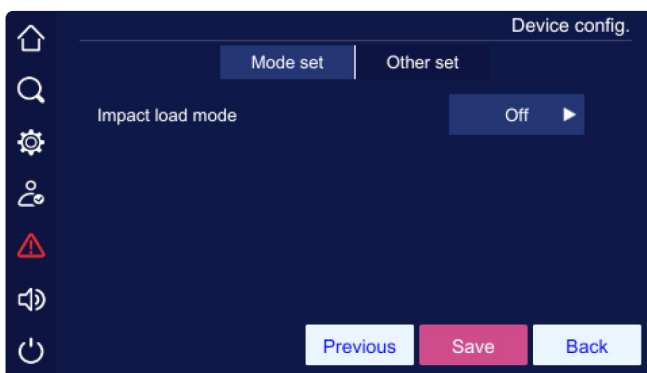 Device config.
Mode set Other set
Impact load mode Off
Previous Save Back